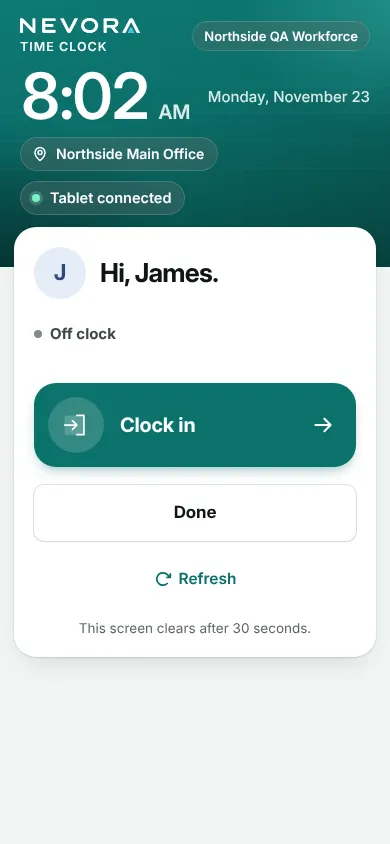 NEVORA
TIME CLOCK
Northside QA Workforce
8:02 AM
Monday, November 23
Northside Main Office
Tablet connected
J
Hi, James.
Off clock
Clock in
Done
Refresh
This screen clears after 30 seconds.